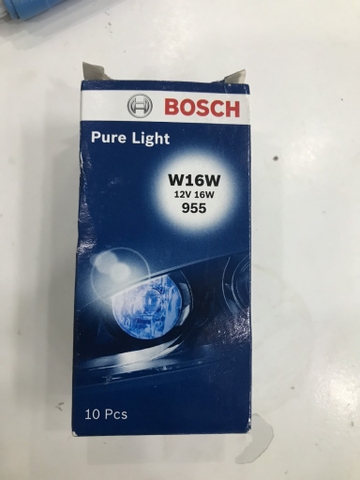 BOSCH
Pure Light
W16W
12V 16W
955
10 Pcs